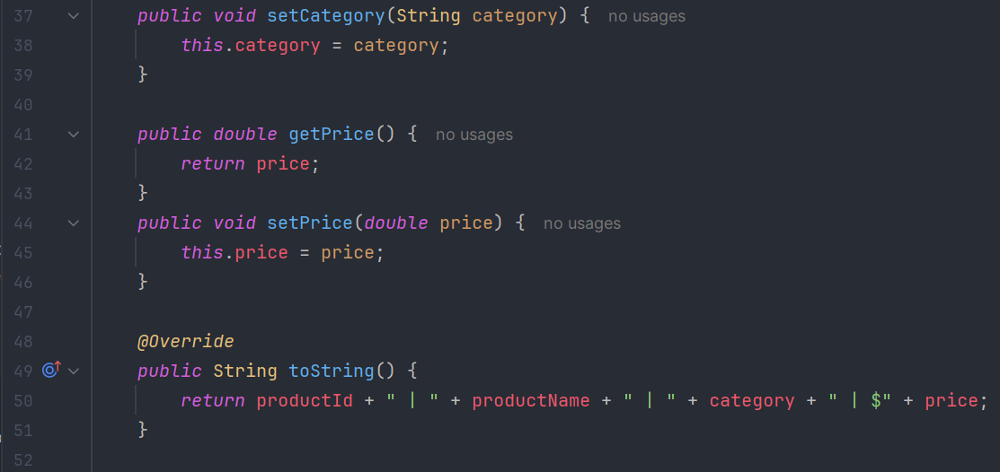 37 public void setCategory(String category) { no usages
38 this.category = category;
39 }
40
41 public double getPrice() { no usages
42 return price;
43 }
44 public void setPrice(double price) { no usages
45 this.price = price;
46 }
47
48 @Override
49 public String toString() {
50 return productId + " | " + productName + " | " + category + " | $" + price;
51 }
52